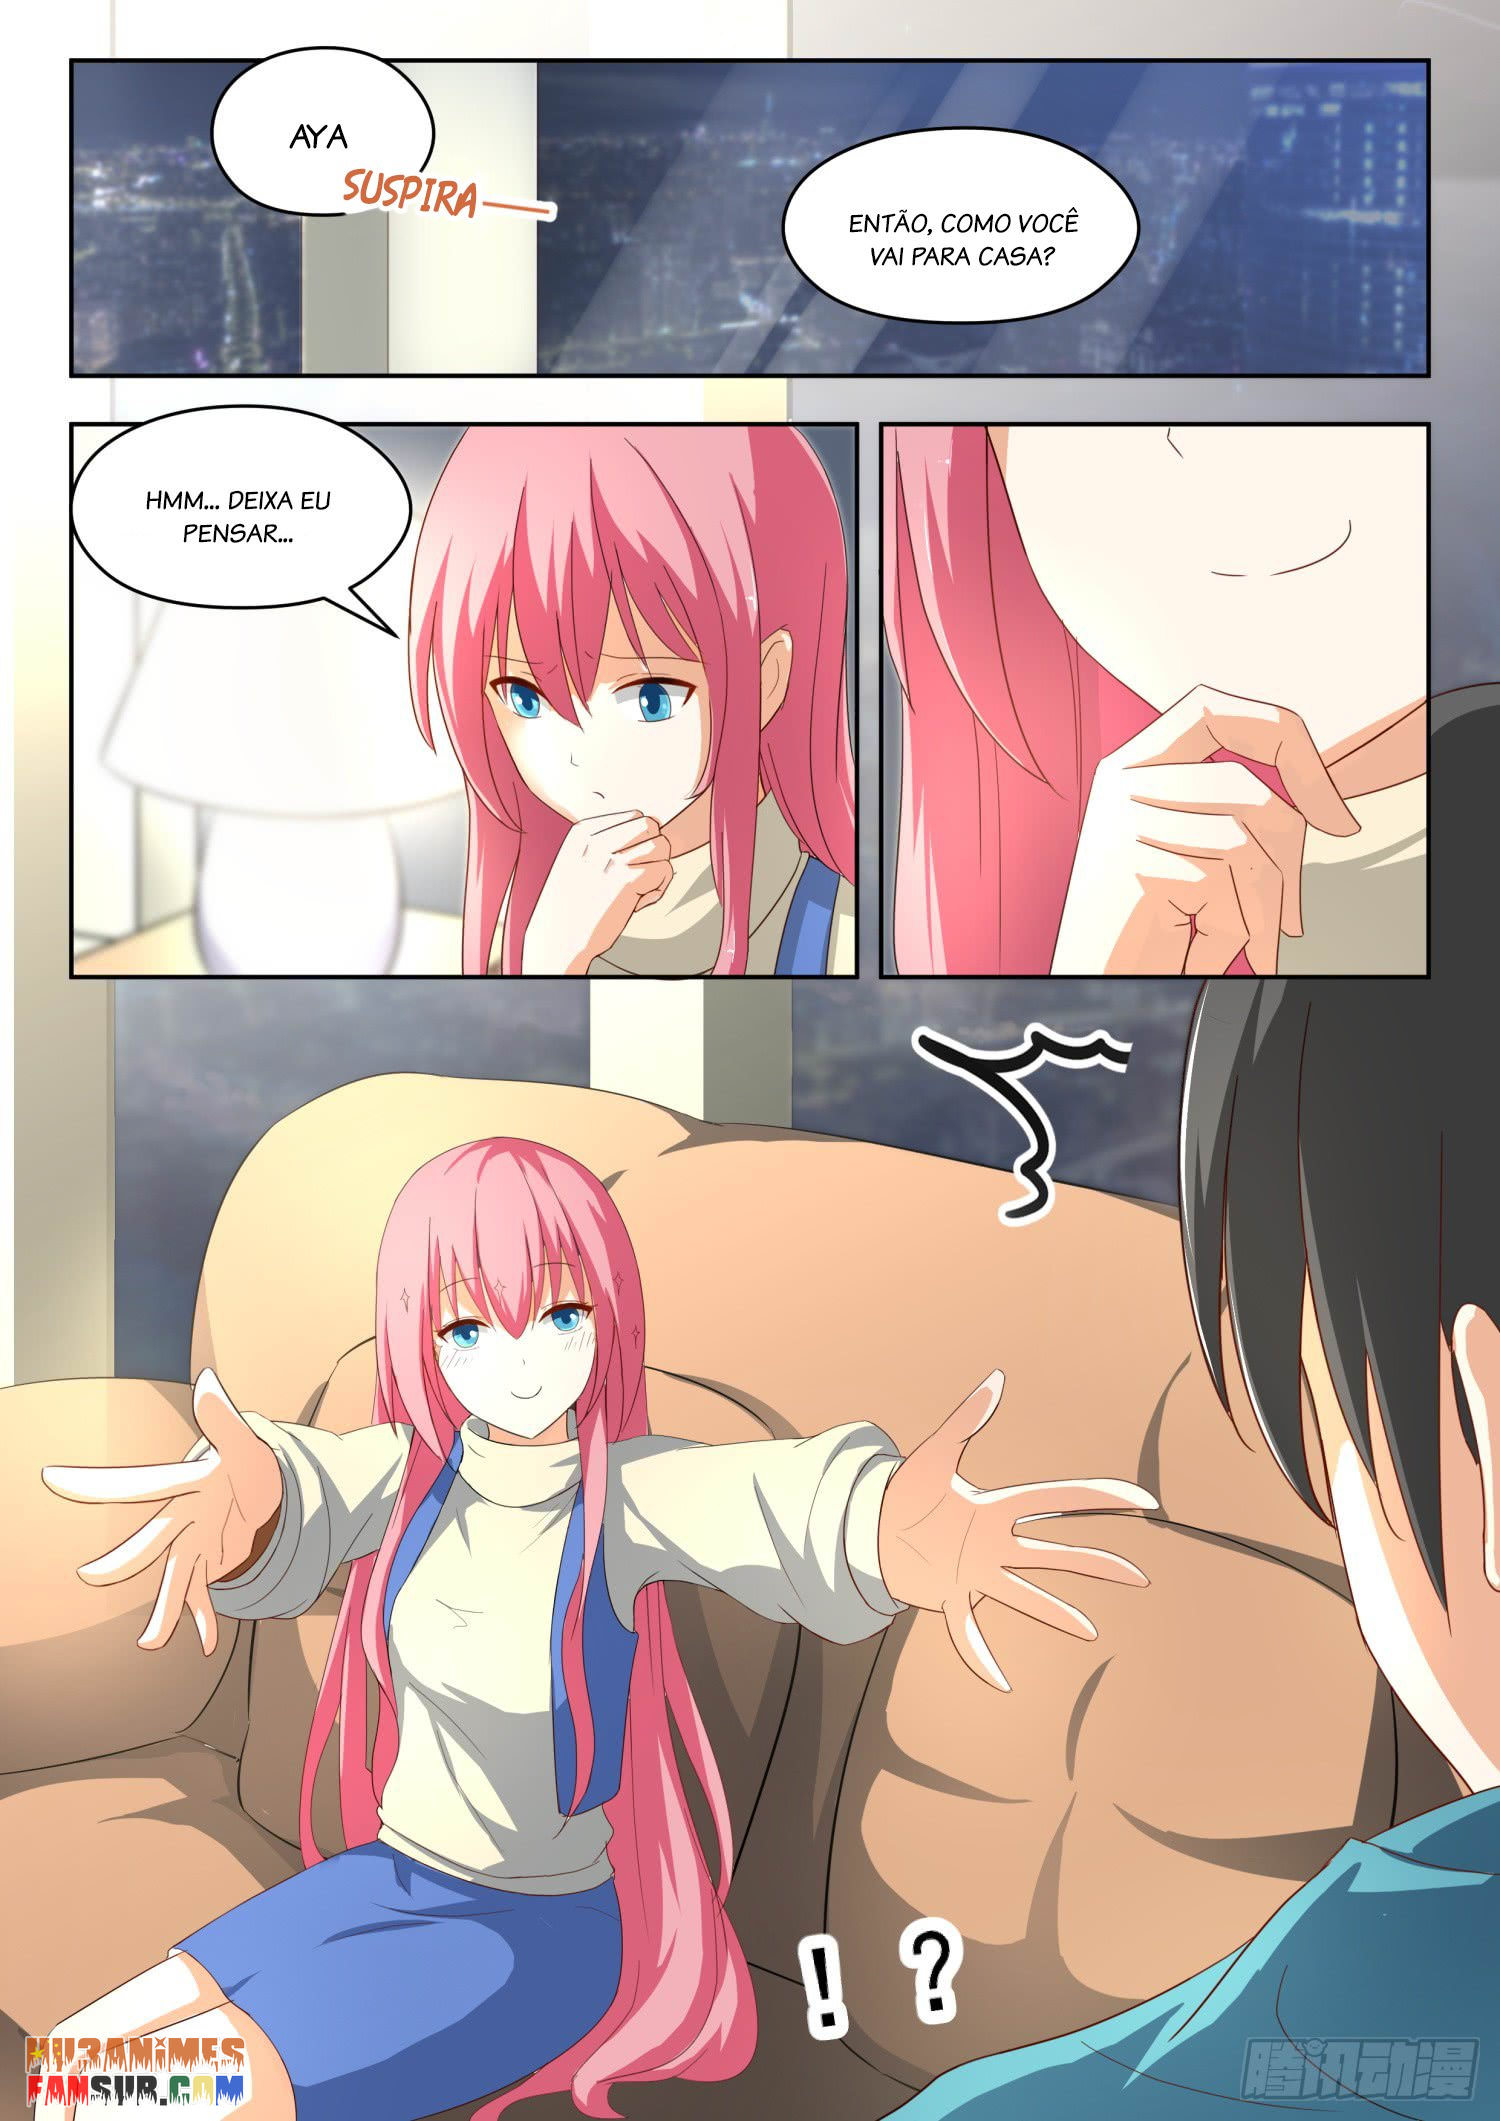 AYA
SUSPIRA
ENTÃO, COMO VOCÊ
VAI PARA CASA?
HMM... DEIXA EU
PENSAR...
! ?
HU3ANIMES
FANSUB.COM
腾讯动漫